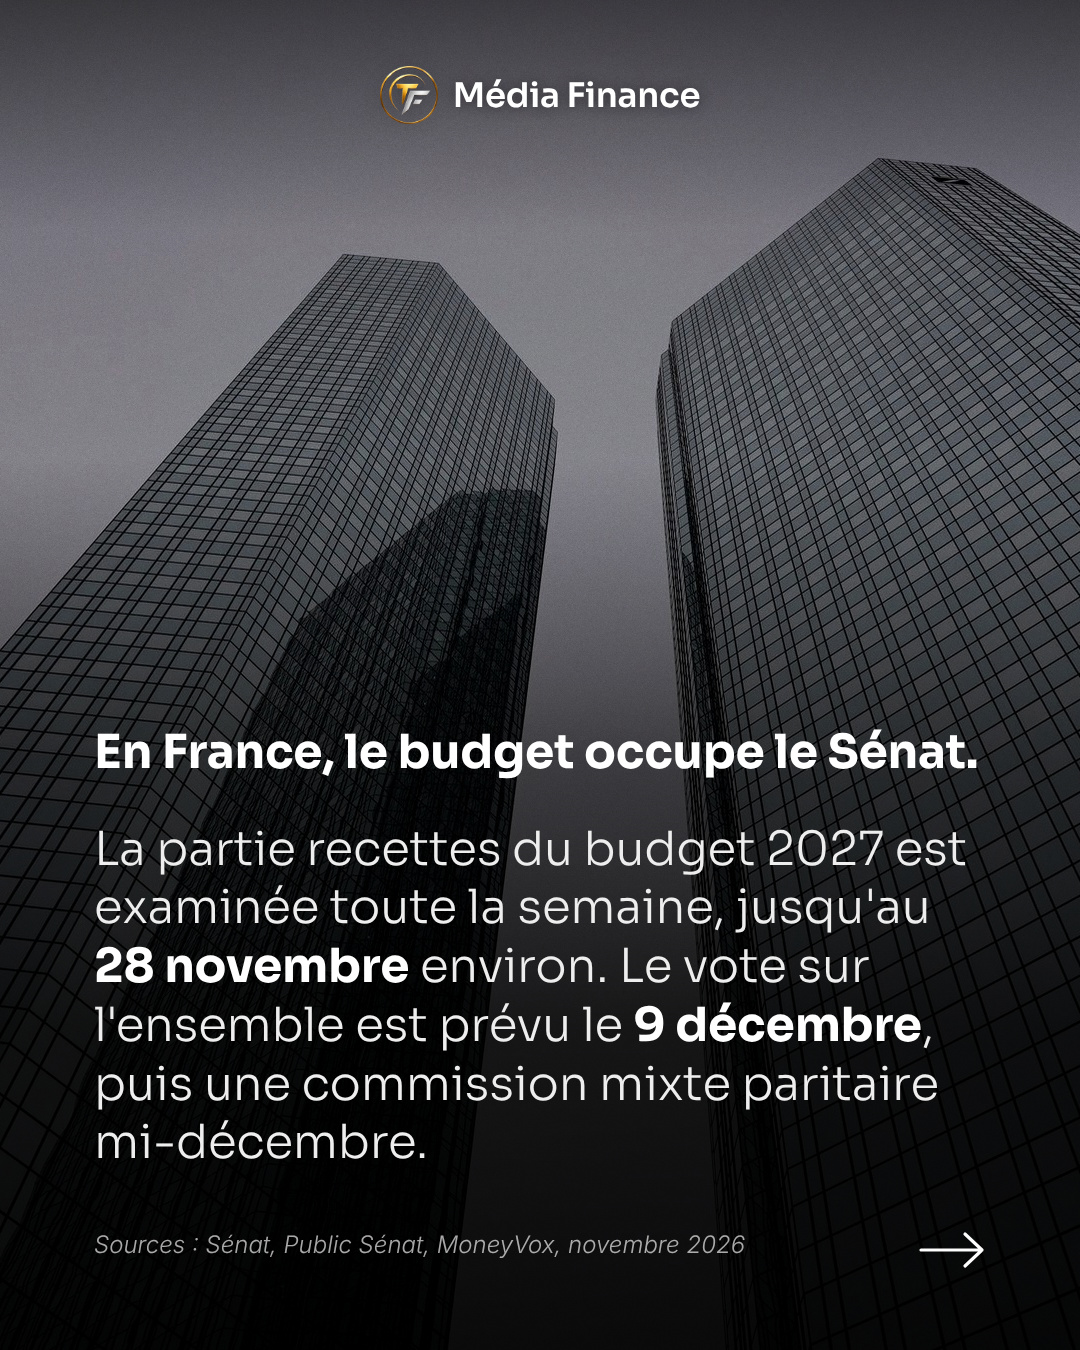 TF Média Finance
En France, le budget occupe le Sénat.
La partie recettes du budget 2027 est
examinée toute la semaine, jusqu'au
28 novembre environ. Le vote sur
l'ensemble est prévu le 9 décembre,
puis une commission mixte paritaire
mi-décembre.
Sources : Sénat, Public Sénat, MoneyVox, novembre 2026